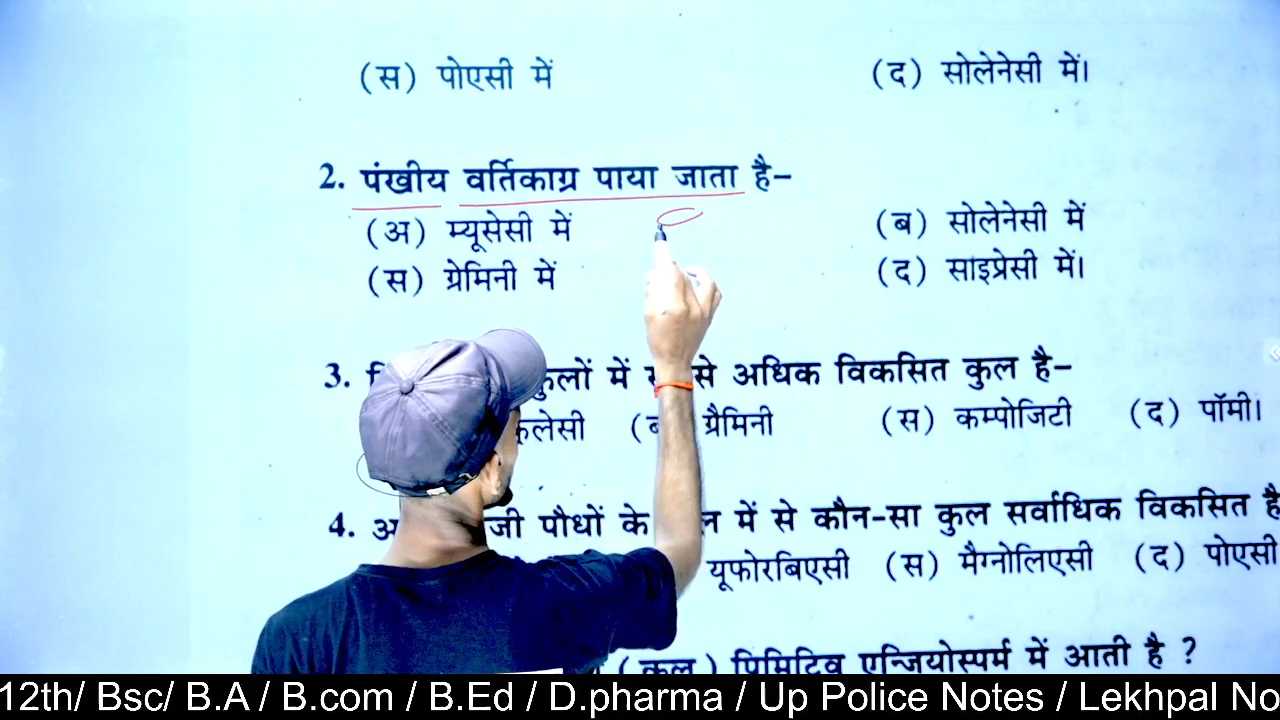 (स) पोएसी में (द) सोलेनेसी में।
2. पंखीय वर्तिकाग्र पाया जाता है–
(अ) म्यूसेसी में (ब) सोलेनेसी में
(स) ग्रेमिनी में (द) साइप्रेसी में।
3. कुलों में से अधिक विकसित कुल है–
ग्रैमिनी (स) कम्पोजिटी (द) पॉमी।
4. पौधों के में से कौन-सा कुल सर्वाधिक विकसित है
यूफोरबिएसी (स) मैग्नोलिएसी (द) पोएसी
(कुल) प्रिमिटिव एन्जियोस्पर्म में आती है ?
12th/ Bsc/ B.A / B.com / B.Ed / D.pharma / Up Police Notes / Lekhpal No